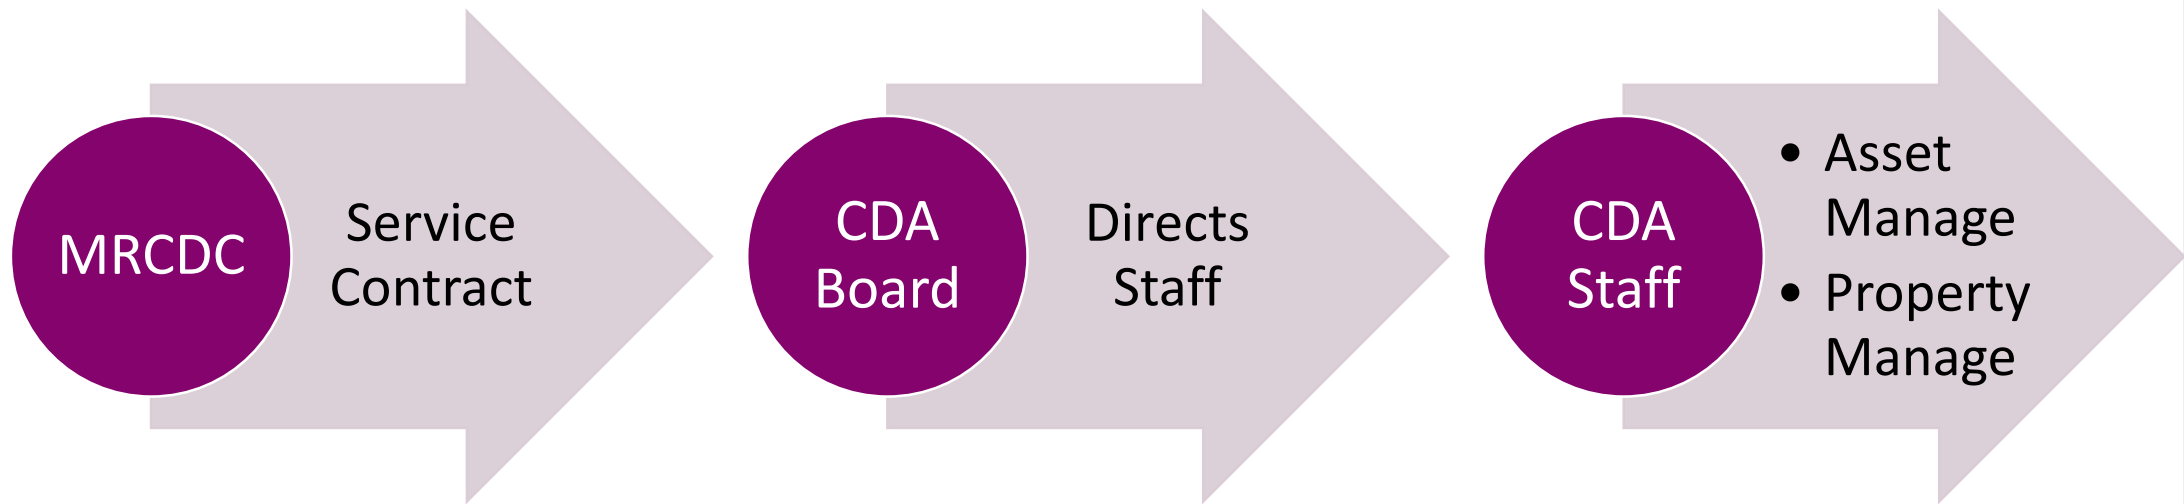 MRCDC
Service
Contract
CDA
Board
Directs
Staff
CDA
Staff
• Asset
Manage
• Property
Manage